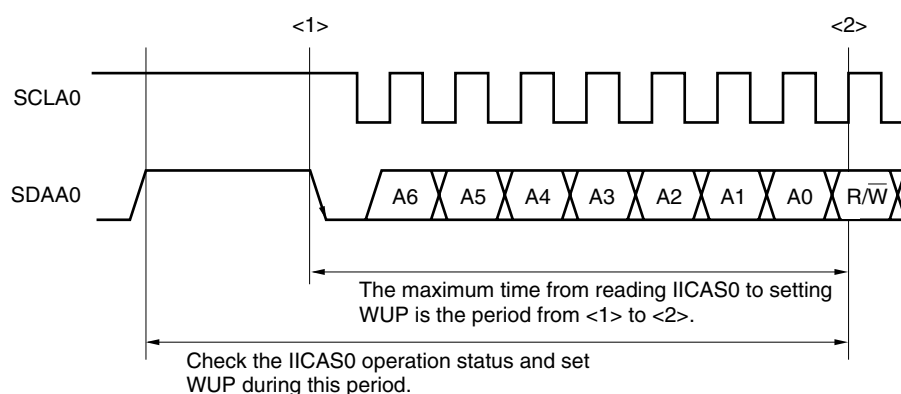 <1> <2>
SCLA0
SDAA0 A6 A5 A4 A3 A2 A1 A0 R/W̅
The maximum time from reading IICAS0 to setting
WUP is the period from <1> to <2>.
Check the IICAS0 operation status and set
WUP during this period.